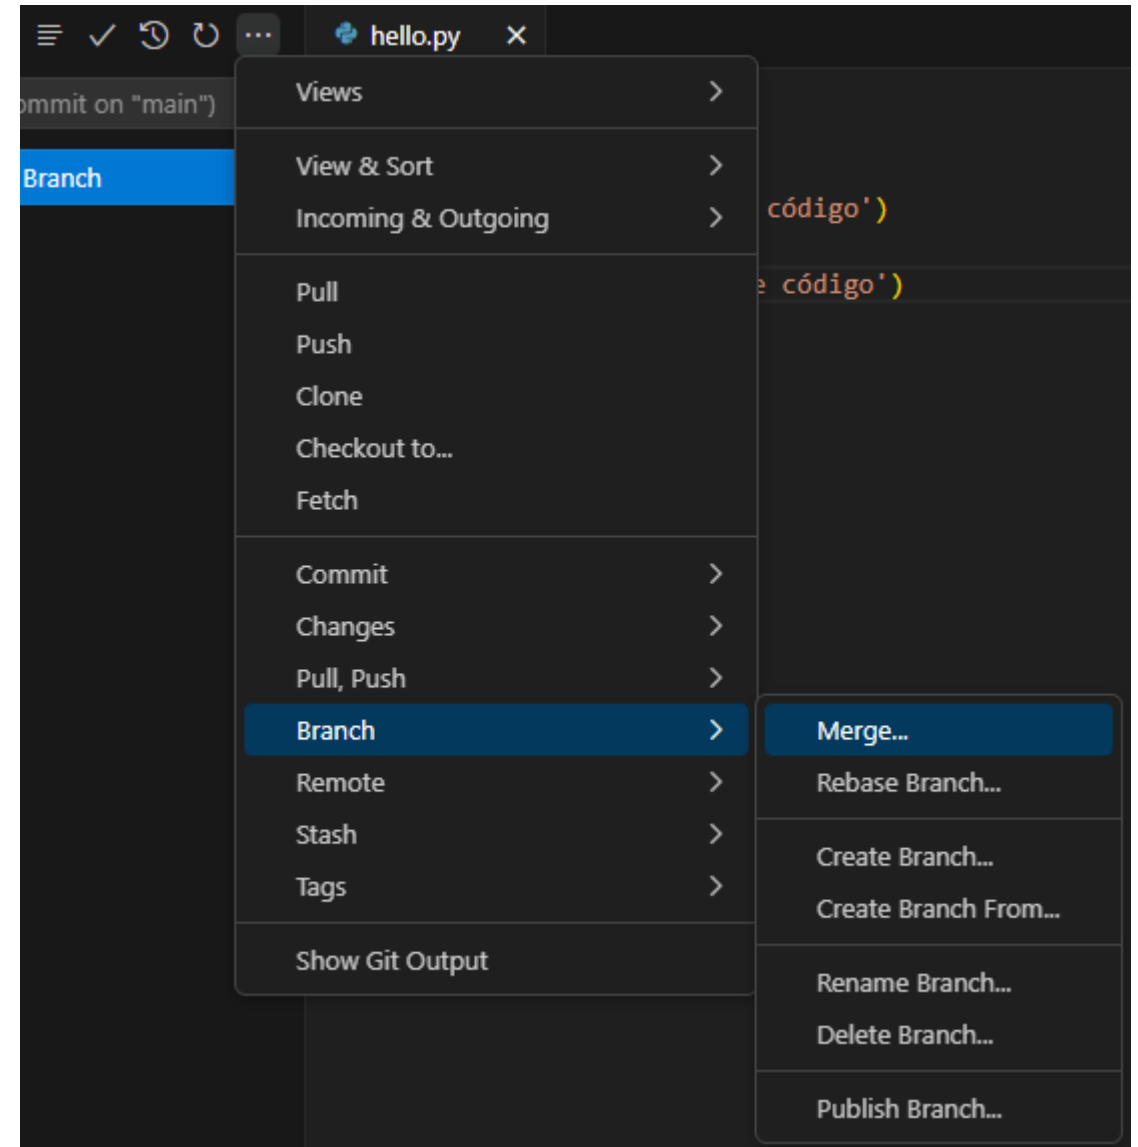 hello.py
ommit on "main")
Branch
Views
View & Sort
Incoming & Outgoing
Pull
Push
Clone
Checkout to...
Fetch
Commit
Changes
Pull, Push
Branch
Remote
Stash
Tags
Show Git Output
código')
e código')
Merge...
Rebase Branch...
Create Branch...
Create Branch From...
Rename Branch...
Delete Branch...
Publish Branch...